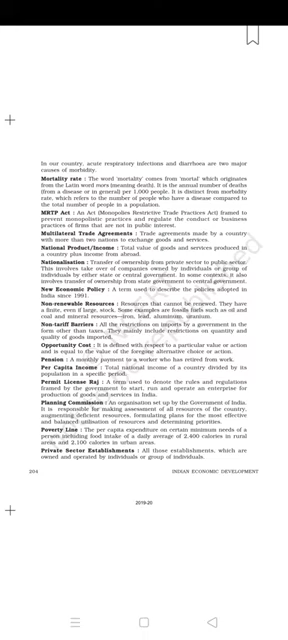 In our country, acute respiratory infections and diarrhoea are two major
causes of morbidity.
Mortality rate : The word 'mortality' comes from 'mortal' which originates
from the Latin word mors (meaning death). It is the annual number of deaths
(from a disease or in general) per 1,000 people. It is distinct from morbidity
rate, which refers to the number of people who have a disease compared to
the total number of people in a population.
MRTP Act : An Act (Monopolies Restrictive Trade Practices Act) framed to
prevent monopolistic practices and regulate the conduct or business
practices of firms that are not in public interest.
Multilateral Trade Agreements : Trade agreements made by a country
with more than two nations to exchange goods and services.
National Product/Income : Total value of goods and services produced in
a country plus income from abroad.
Nationalisation : Transfer of ownership from private sector to public sector.
This involves take over of companies owned by individuals or group of
individuals by either state or central government. In some contexts, it also
involves transfer of ownership from state government to central government.
New Economic Policy : A term used to describe the policies adopted in
India since 1991.
Non-renewable Resources : Resources that cannot be renewed. They have
a finite, even if large, stock. Some examples are fossils fuels such as oil and
coal and mineral resources—iron, lead, aluminum, uranium.
Non-tariff Barriers : All the restrictions on imports by a government in the
form other than taxes. They mainly include restrictions on quantity and
quality of goods imported.
Opportunity Cost : It is defined with respect to a particular value or action
and is equal to the value of the foregone alternative choice or action.
Pension : A monthly payment to a worker who has retired from work.
Per Capita Income : Total national income of a country divided by its
population in a specific period.
Permit License Raj : A term used to denote the rules and regulations
framed by the government to start, run and operate an enterprise for
production of goods and services in India.
Planning Commission : An organisation set up by the Government of India.
It is responsible for making assessment of all resources of the country,
augmenting deficient resources, formulating plans for the most effective
and balanced utilisation of resources and determining priorities.
Poverty Line : The per capita expenditure on certain minimum needs of a
person including food intake of a daily average of 2,400 calories in rural
areas and 2,100 calories in urban areas.
Private Sector Establishments : All those establishments, which are
owned and operated by individuals or group of individuals.
204 INDIAN ECONOMIC DEVELOPMENT
2019-20